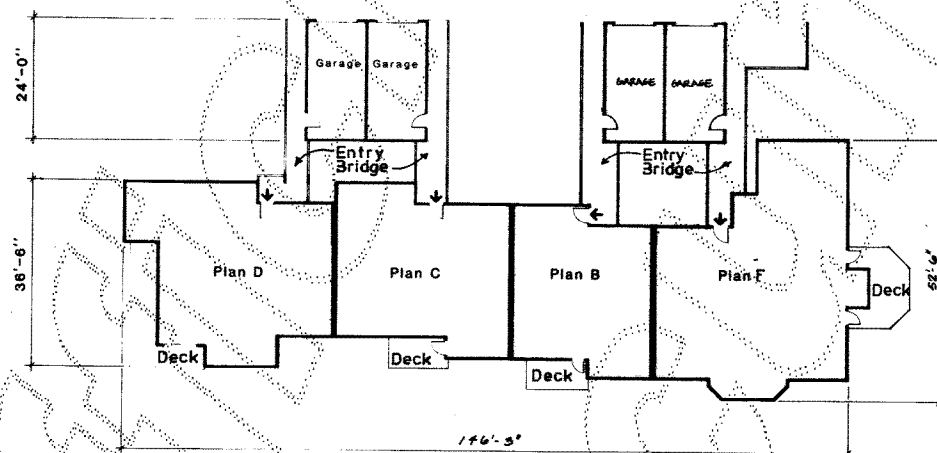 24'-0"
Garage
Garage
GARAGE
GARAGE
Entry
Bridge
Entry
Bridge
36'-6"
Plan D
Plan C
Plan B
Plan F
Deck
52'-6"
Deck
Deck
Deck
146'-3"